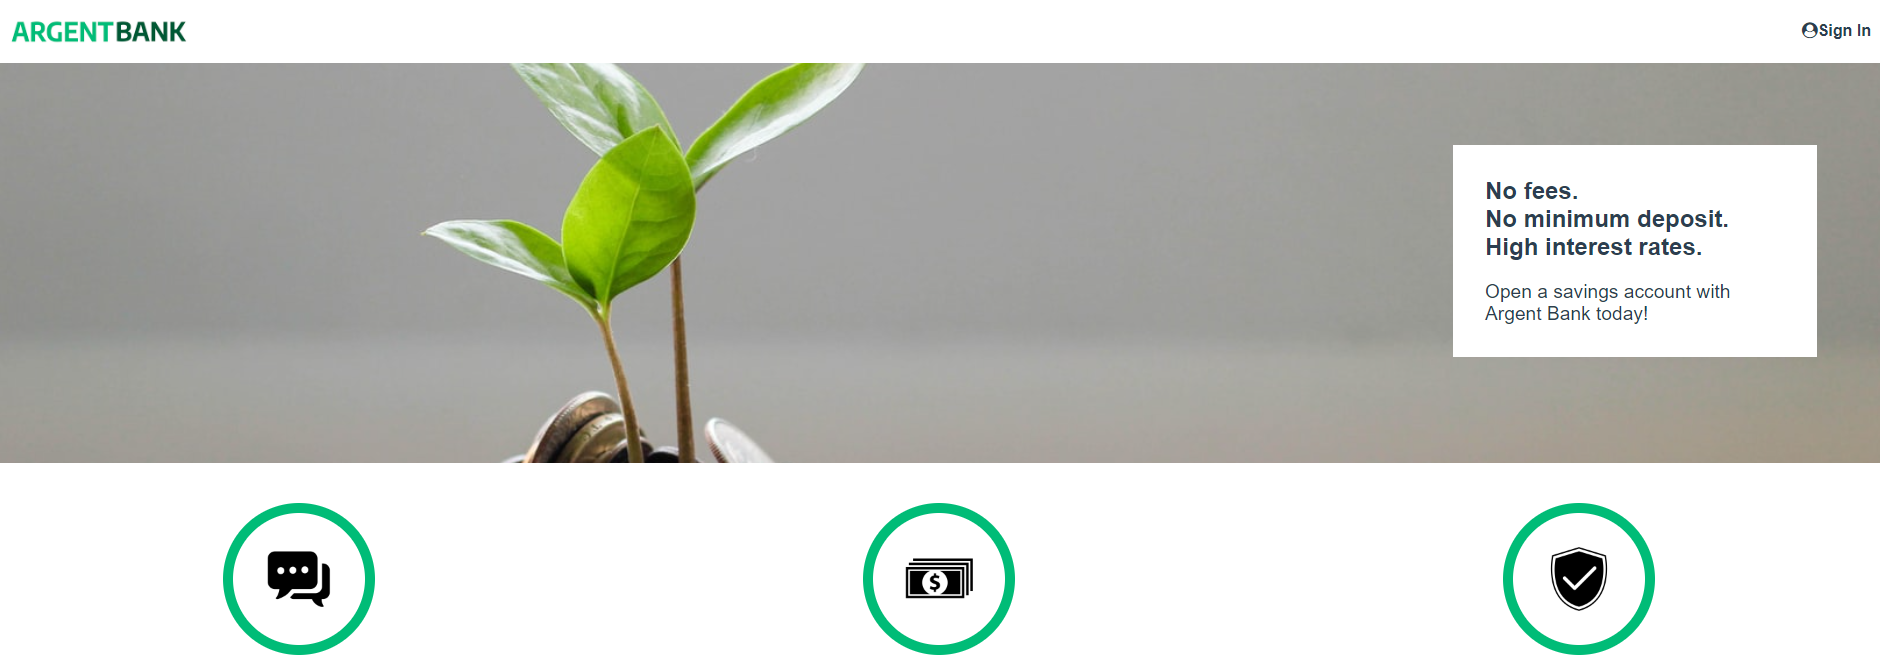 ARGENTBANK
Sign In
No fees.
No minimum deposit.
High interest rates.
Open a savings account with
Argent Bank today!
$